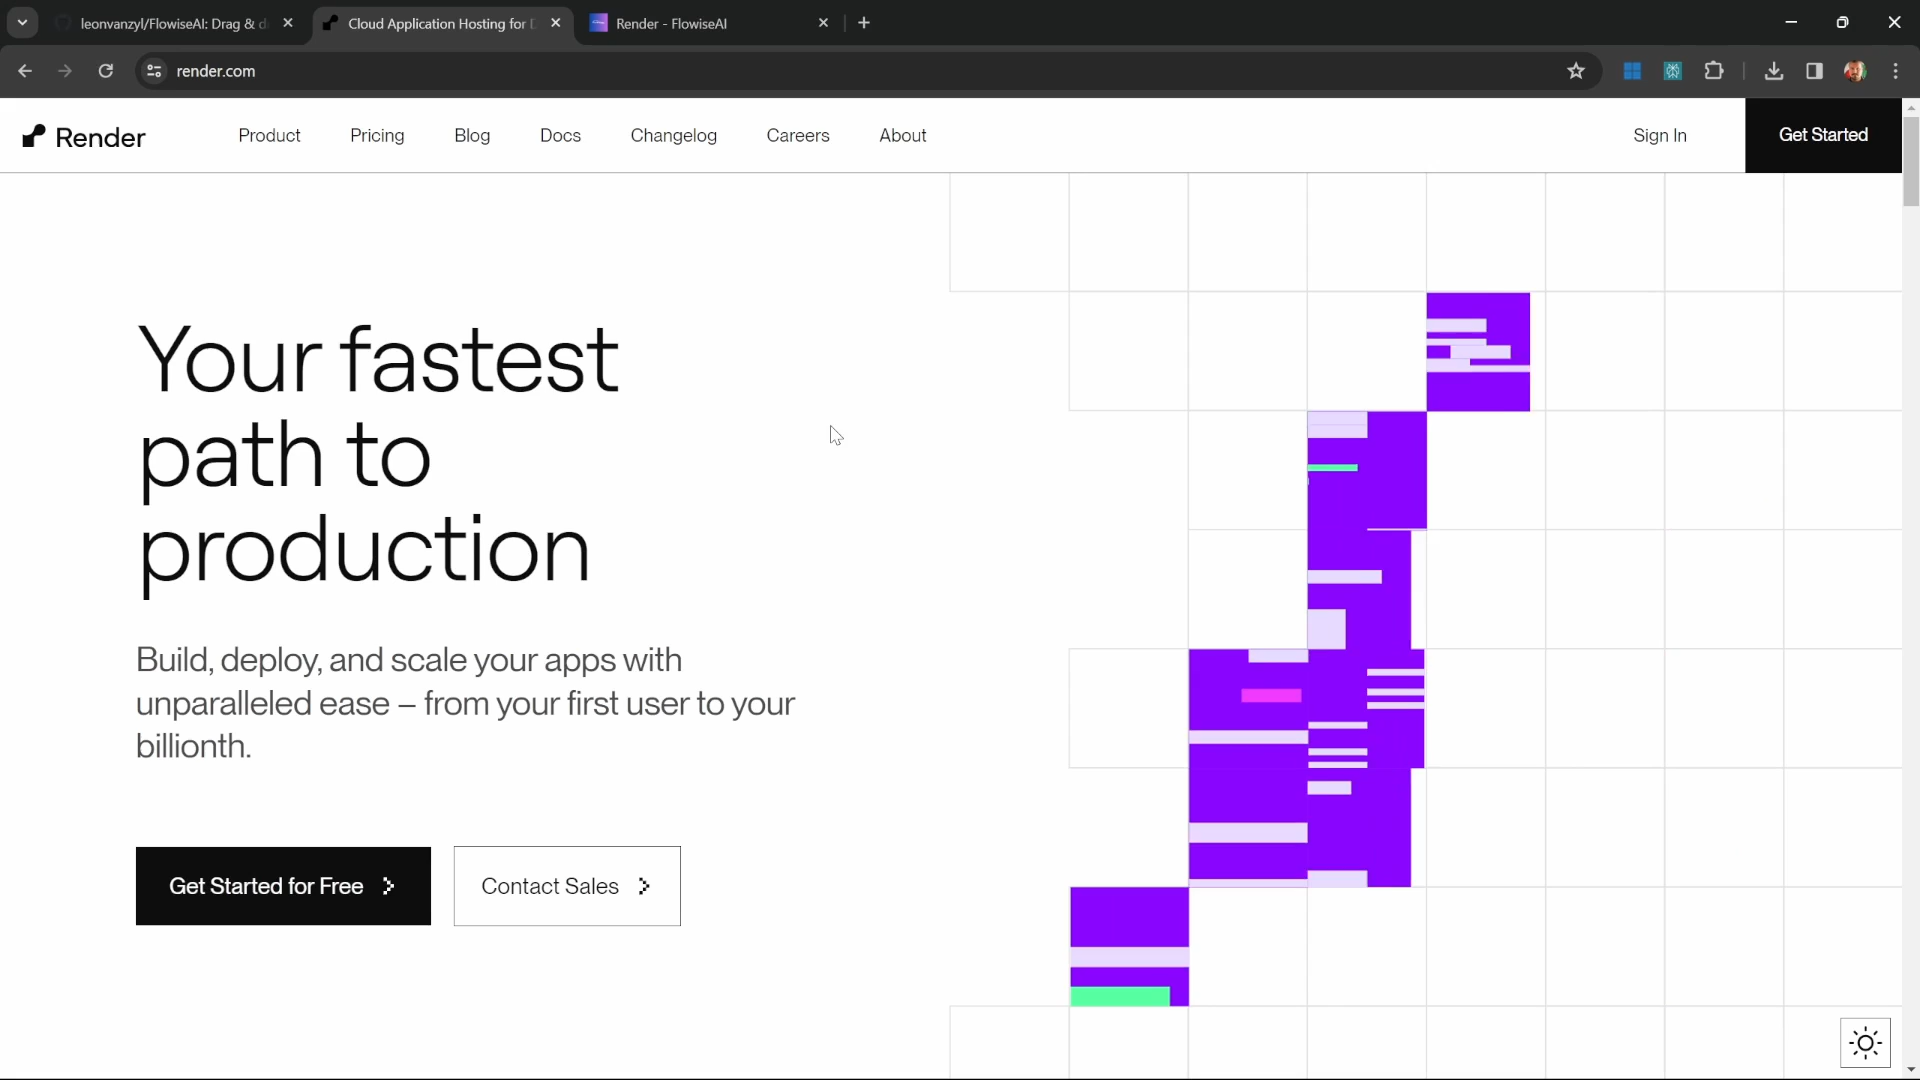 leonvanzyl/FlowiseAI: Drag & d
Cloud Application Hosting for D
Render - FlowiseAI
render.com
Render
Product
Pricing
Blog
Docs
Changelog
Careers
About
Sign In
Get Started
Your fastest
path to
production
Build, deploy, and scale your apps with
unparalleled ease – from your first user to your
billionth.
Get Started for Free
Contact Sales